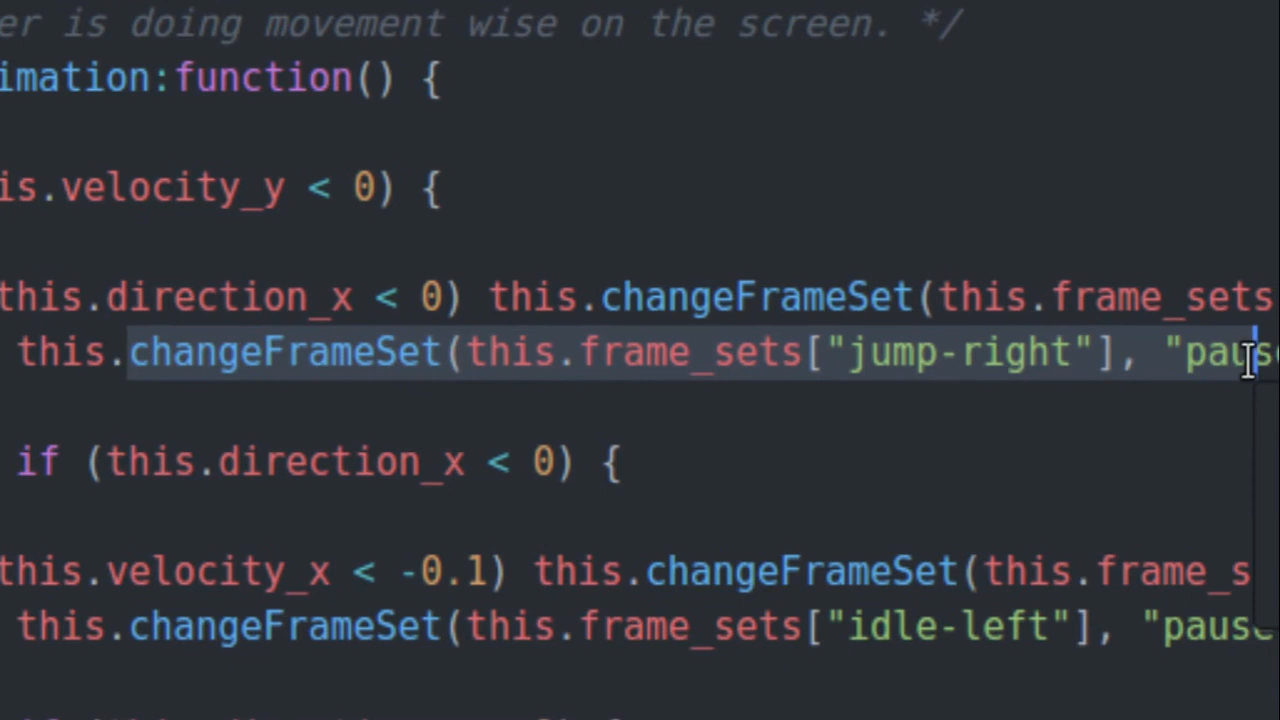 er is doing movement wise on the screen. */
imation:function() {
is.velocity_y < 0) {
this.direction_x < 0) this.changeFrameSet(this.frame_sets
this.changeFrameSet(this.frame_sets["jump-right"], "paus
if (this.direction_x < 0) {
this.velocity_x < -0.1) this.changeFrameSet(this.frame_s
this.changeFrameSet(this.frame_sets["idle-left"], "pause